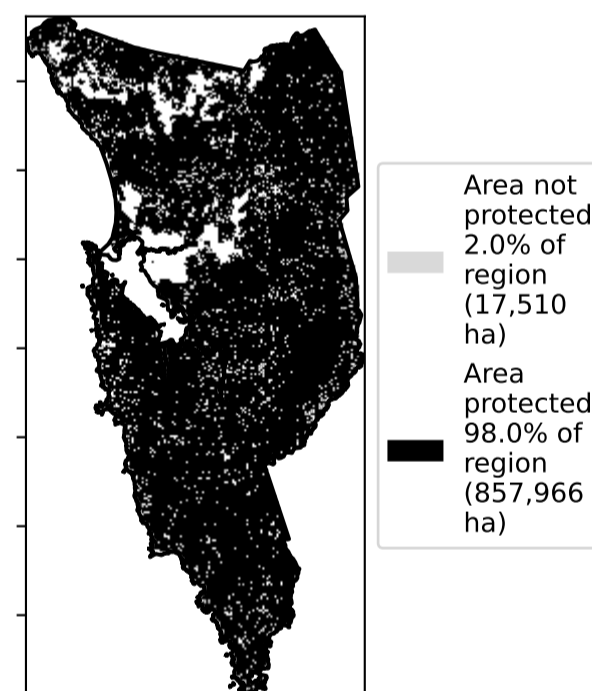 Area not
protected
2.0% of
region
(17,510
ha)
Area
protected
98.0% of
region
(857,966
ha)